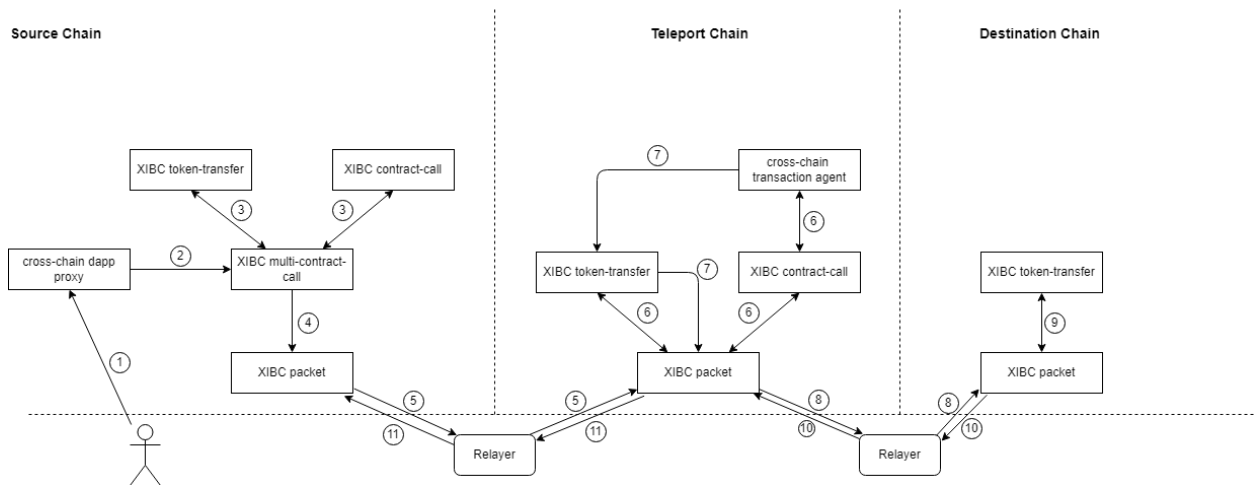 Source Chain
Teleport Chain
Destination Chain
XIBC token-transfer
XIBC contract-call
3
3
cross-chain dapp
proxy
2
XIBC multi-contract-
call
4
1
XIBC packet
5
11
Relayer
7
cross-chain
transaction agent
6
XIBC token-transfer
7
XIBC contract-call
6
6
XIBC packet
5
11
8
10
Relayer
XIBC token-transfer
9
XIBC packet
8
10